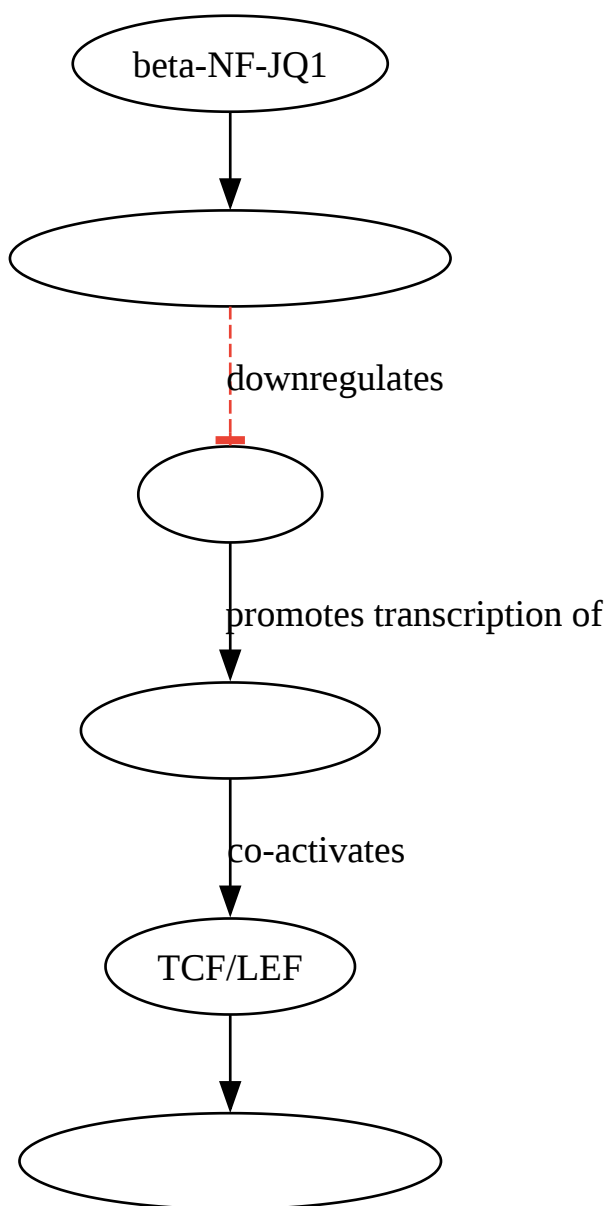 beta-NF-JQ1
downregulates
promotes transcription of
co-activates
TCF/LEF